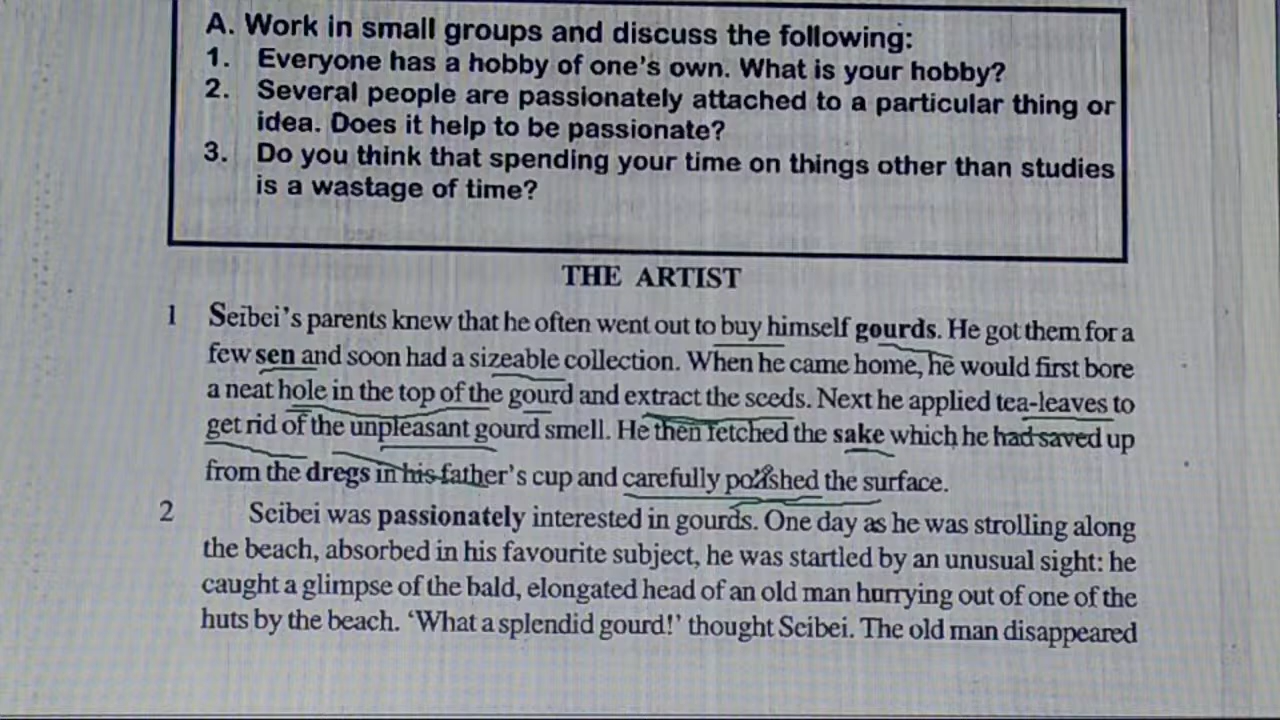 A. Work in small groups and discuss the following:
1. Everyone has a hobby of one's own. What is your hobby?
2. Several people are passionately attached to a particular thing or
idea. Does it help to be passionate?
3. Do you think that spending your time on things other than studies
is a wastage of time?
THE ARTIST
1 Seibei's parents knew that he often went out to buy himself gourds. He got them for a
few sen and soon had a sizeable collection. When he came home, he would first bore
a neat hole in the top of the gourd and extract the seeds. Next he applied tea-leaves to
get rid of the unpleasant gourd smell. He then fetched the sake which he had saved up
from the dregs in his father's cup and carefully polished the surface.
2 Seibei was passionately interested in gourds. One day as he was strolling along
the beach, absorbed in his favourite subject, he was startled by an unusual sight: he
caught a glimpse of the bald, elongated head of an old man hurrying out of one of the
huts by the beach. 'What a splendid gourd!' thought Seibei. The old man disappeared